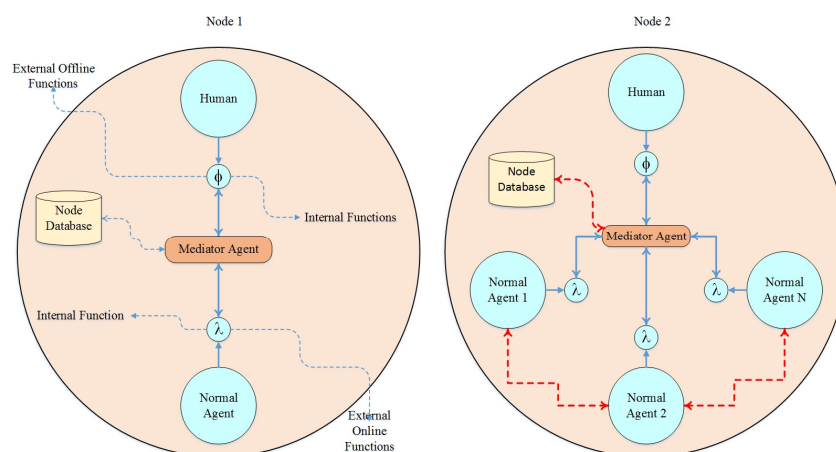 Node 1
External Offline
Functions
Human
ϕ
Node
Database
Internal Functions
Mediator Agent
Internal Function
λ
Normal
Agent
External
Online
Functions
Node 2
Human
ϕ
Node
Database
Mediator Agent
Normal
Agent 1
λ
λ
Normal
Agent N
λ
Normal
Agent 2